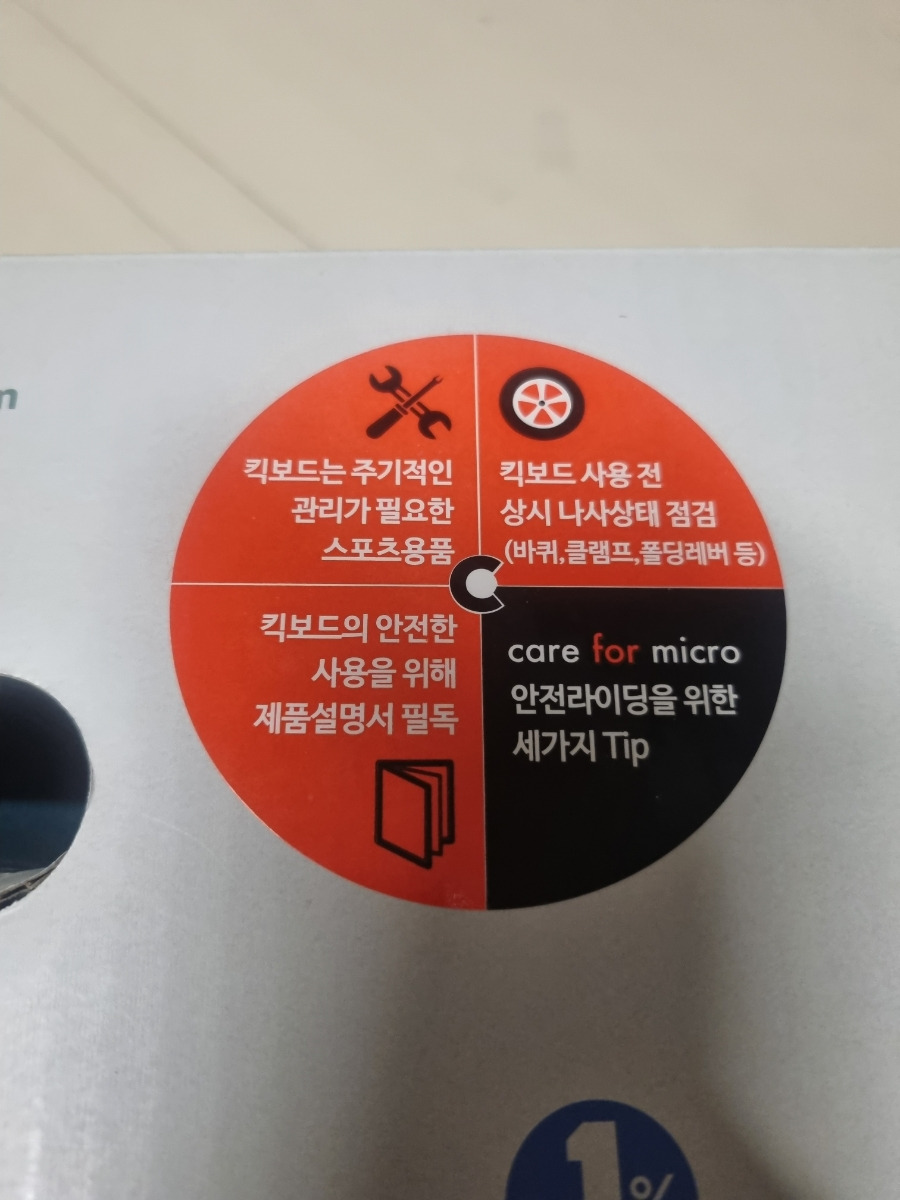 킥보드는 주기적인
관리가 필요한
스포츠용품
킥보드 사용 전
상시 나사상태 점검
(바퀴,클램프,폴딩레버 등)
킥보드의 안전한
사용을 위해
제품설명서 필독
care for micro
안전라이딩을 위한
세가지 Tip
1%